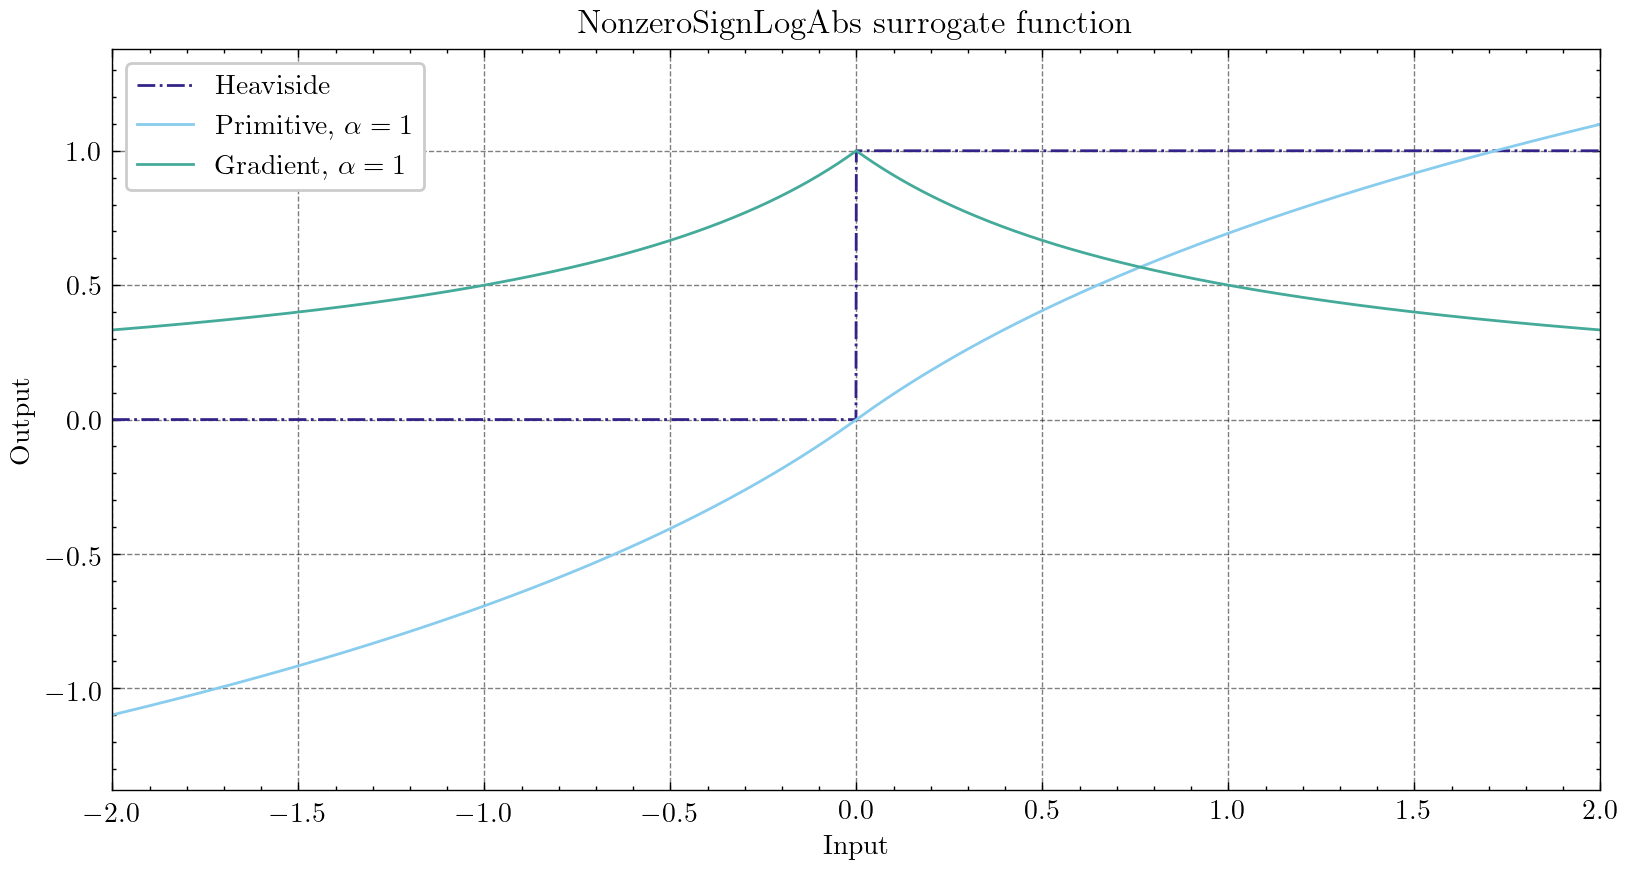 NonzeroSignLogAbs surrogate function
Heaviside
Primitive, α = 1
Gradient, α = 1
1.0
0.5
0.0
−0.5
−1.0
Output
−2.0 −1.5 −1.0 −0.5 0.0 0.5 1.0 1.5 2.0
Input